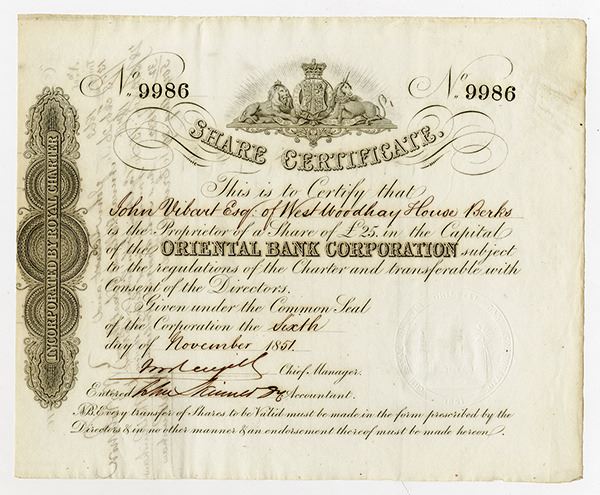 No. 9986
No. 9986
SHARE CERTIFICATE.
INCORPORATED BY ROYAL CHARTER
This is to Certify that
John Vibart Esq. of West Woodhay House Berks
is the Proprietor of a Share of £25. in the Capital
of the ORIENTAL BANK CORPORATION subject
to the regulations of the Charter and transferable with
Consent of the Directors.
Given under the Common Seal
of the Corporation the Sixth
day of November 1851.
Chief Manager.
Entered John Accountant.
NB. Every transfer of Shares to be Valid must be made in the form prescribed by the
Directors & in no other manner & an endorsement thereof must be made hereon.